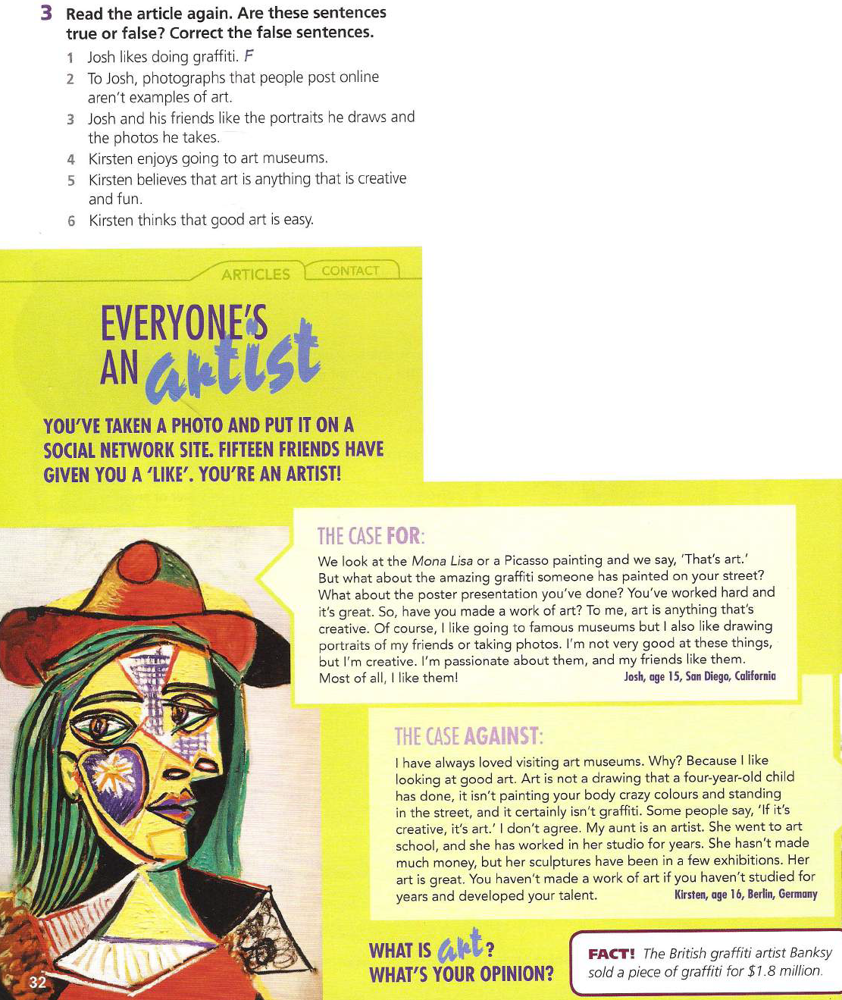 3 Read the article again. Are these sentences
true or false? Correct the false sentences.
1 Josh likes doing graffiti. F
2 To Josh, photographs that people post online
aren't examples of art.
3 Josh and his friends like the portraits he draws and
the photos he takes.
4 Kirsten enjoys going to art museums.
5 Kirsten believes that art is anything that is creative
and fun.
6 Kirsten thinks that good art is easy.
ARTICLES CONTACT
EVERYONE'S
AN artist
YOU'VE TAKEN A PHOTO AND PUT IT ON A
SOCIAL NETWORK SITE. FIFTEEN FRIENDS HAVE
GIVEN YOU A 'LIKE'. YOU'RE AN ARTIST!
THE CASE FOR:
We look at the Mona Lisa or a Picasso painting and we say, 'That's art.'
But what about the amazing graffiti someone has painted on your street?
What about the poster presentation you've done? You've worked hard and
it's great. So, have you made a work of art? To me, art is anything that's
creative. Of course, I like going to famous museums but I also like drawing
portraits of my friends or taking photos. I'm not very good at these things,
but I'm creative. I'm passionate about them, and my friends like them.
Most of all, I like them! Josh, age 15, San Diego, California
THE CASE AGAINST:
I have always loved visiting art museums. Why? Because I like
looking at good art. Art is not a drawing that a four-year-old child
has done, it isn't painting your body crazy colours and standing
in the street, and it certainly isn't graffiti. Some people say, 'If it's
creative, it's art.' I don't agree. My aunt is an artist. She went to art
school, and she has worked in her studio for years. She hasn't made
much money, but her sculptures have been in a few exhibitions. Her
art is great. You haven't made a work of art if you haven't studied for
years and developed your talent. Kirsten, age 16, Berlin, Germany
WHAT IS art?
WHAT'S YOUR OPINION?
FACT! The British graffiti artist Banksy
sold a piece of graffiti for $1.8 million.
32